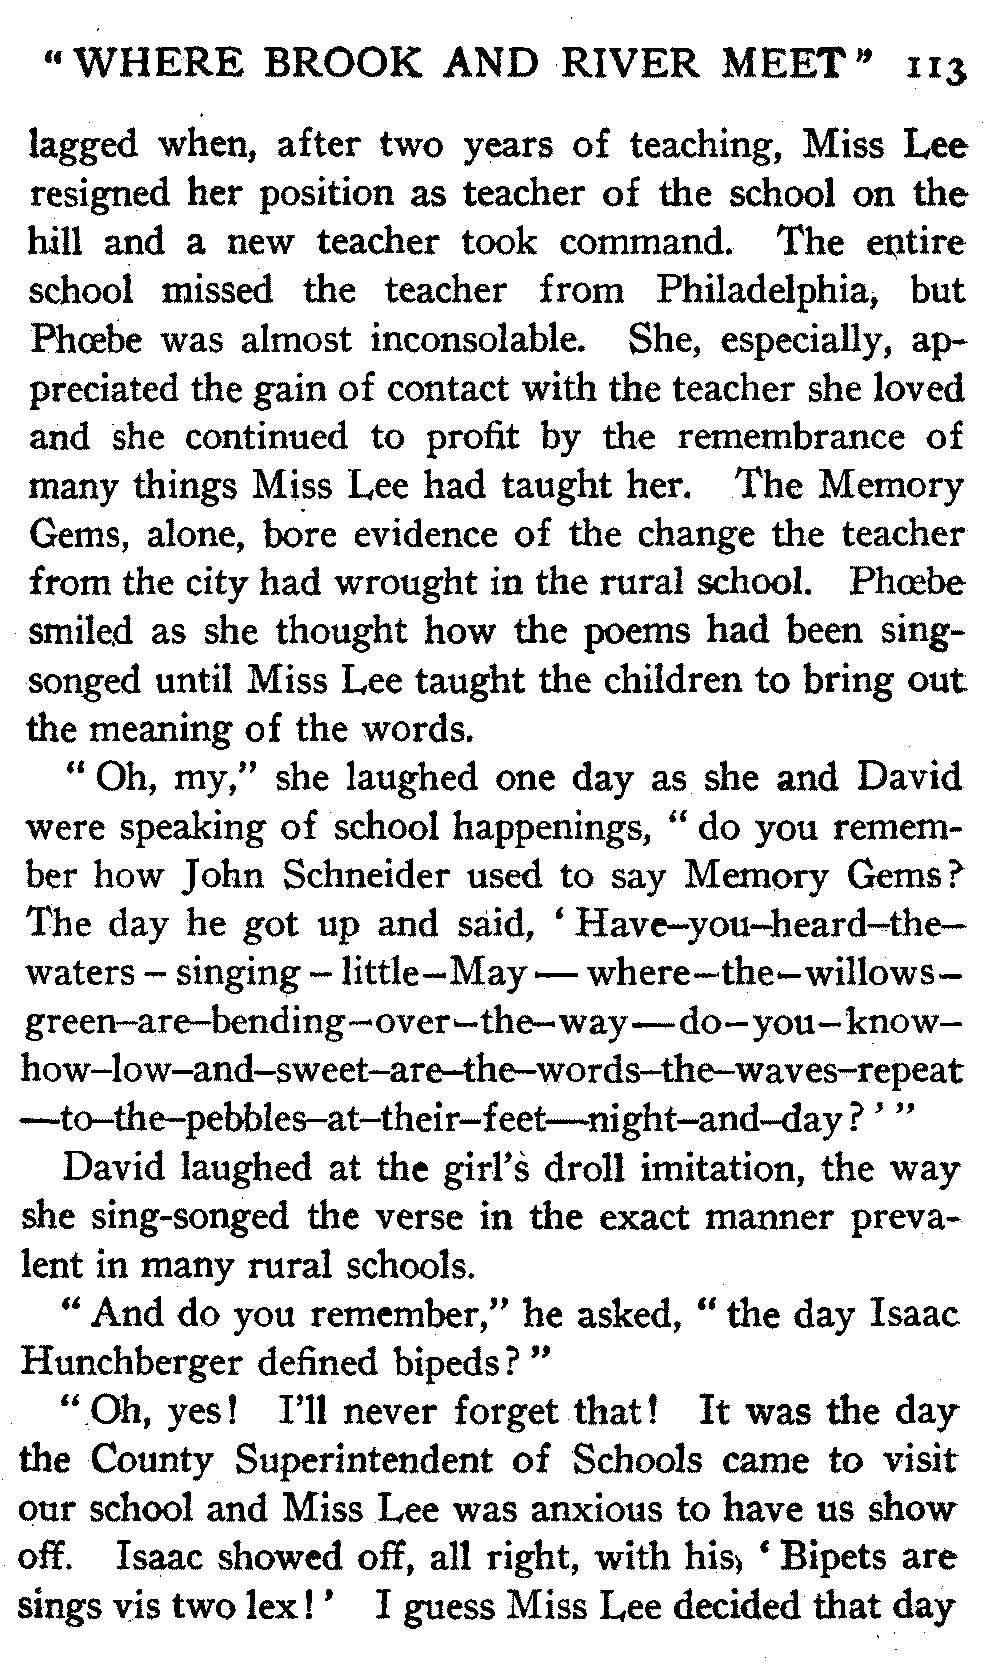 “ WHERE BROOK AND RIVER MEET ” 113
lagged when, after two years of teaching, Miss Lee
resigned her position as teacher of the school on the
hill and a new teacher took command. The entire
school missed the teacher from Philadelphia, but
Phœbe was almost inconsolable. She, especially, ap-
preciated the gain of contact with the teacher she loved
and she continued to profit by the remembrance of
many things Miss Lee had taught her. The Memory
Gems, alone, bore evidence of the change the teacher
from the city had wrought in the rural school. Phœbe
smiled as she thought how the poems had been sing-
songed until Miss Lee taught the children to bring out
the meaning of the words.
“ Oh, my,” she laughed one day as she and David
were speaking of school happenings, “ do you remem-
ber how John Schneider used to say Memory Gems?
The day he got up and said, ‘ Have–you–heard–the–
waters – singing – little–May — where–the–willows–
green–are–bending–over–the–way—do–you–know–
how–low–and–sweet–are–the–words–the–waves–repeat
—to–the–pebbles–at–their–feet—night–and–day? ’ ”
David laughed at the girl’s droll imitation, the way
she sing-songed the verse in the exact manner preva-
lent in many rural schools.
“ And do you remember,” he asked, “ the day Isaac
Hunchberger defined bipeds? ”
“ Oh, yes! I’ll never forget that! It was the day
the County Superintendent of Schools came to visit
our school and Miss Lee was anxious to have us show
off. Isaac showed off, all right, with his, ‘ Bipets are
sings vis two lex! ’ I guess Miss Lee decided that day